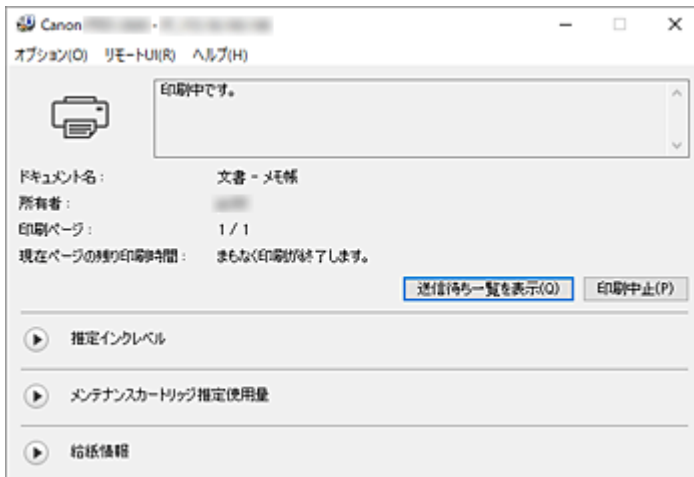 Canon
オプション(O) リモートUI(R) ヘルプ(H)
印刷中です。
ドキュメント名： 文書 - メモ帳
所有者：
印刷ページ： 1 / 1
現在ページの残り印刷時間： まもなく印刷が終了します。
送信待ち一覧を表示(Q) 印刷中止(P)
推定インクレベル
メンテナンスカートリッジ推定使用量
給紙情報